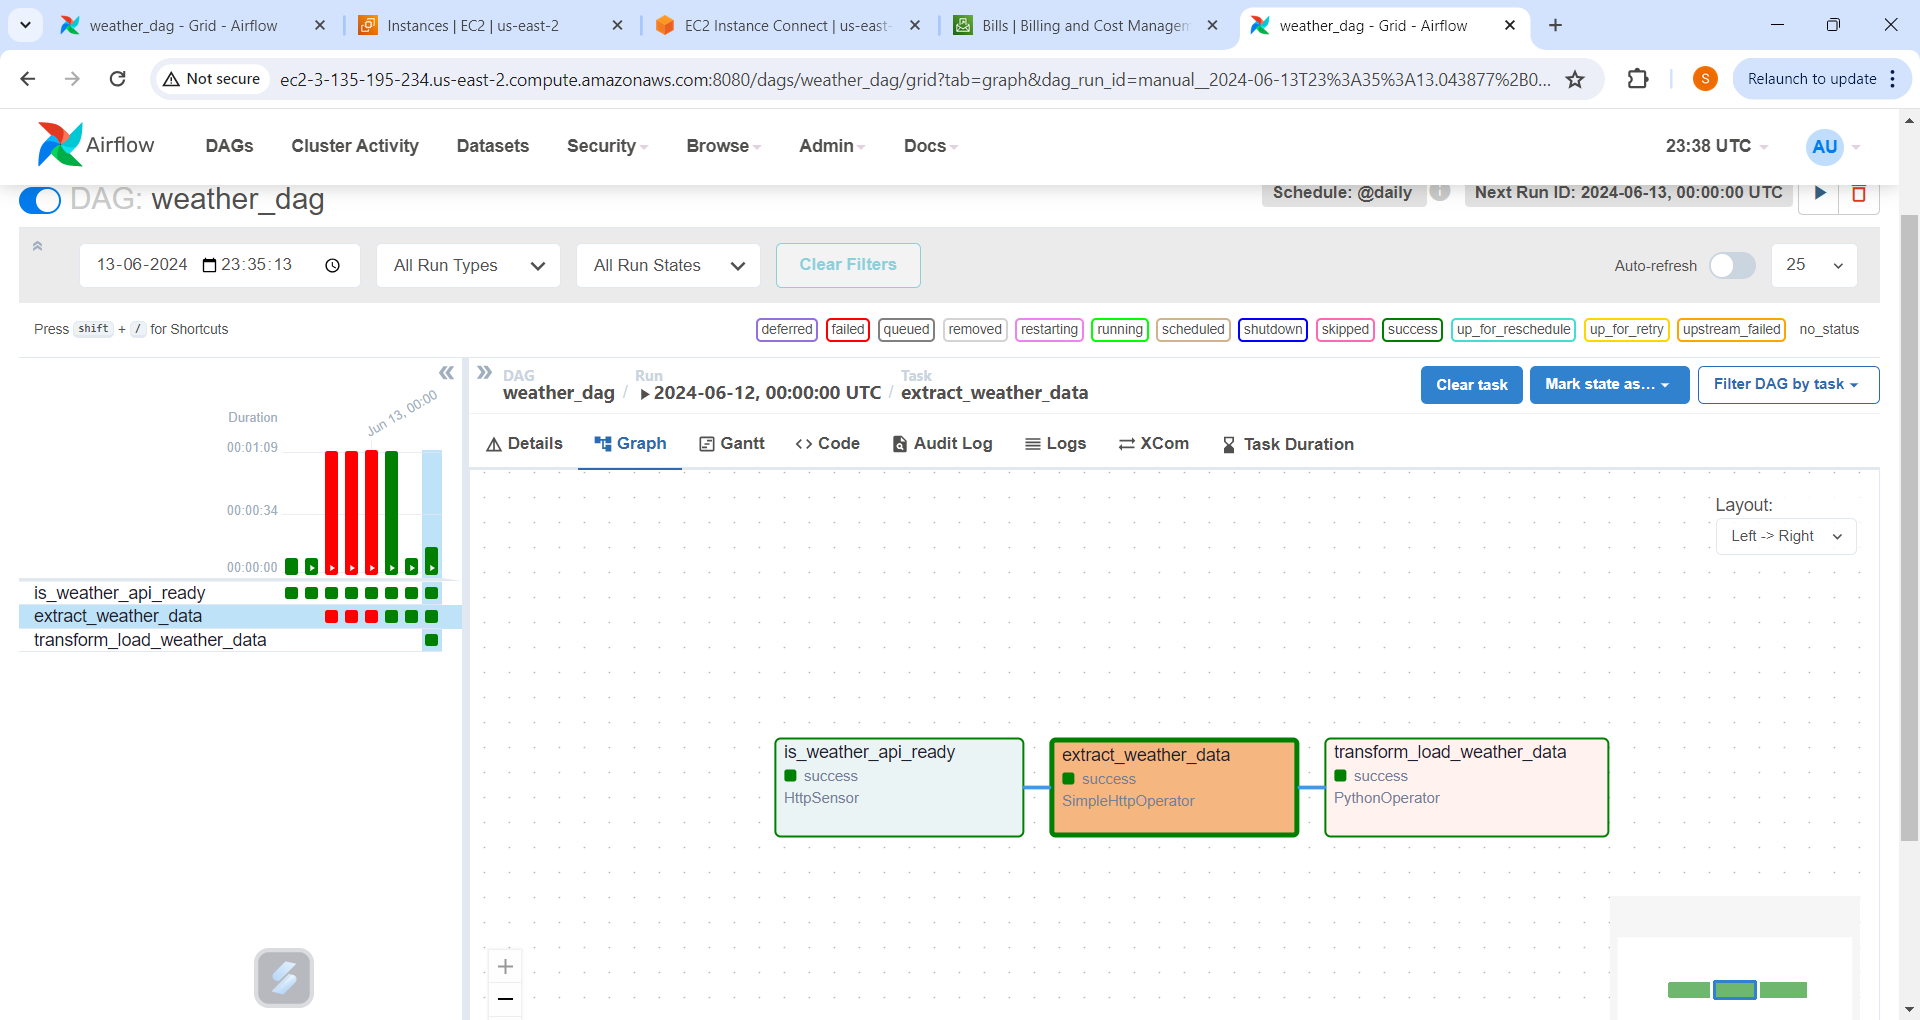 weather_dag - Grid - Airflow
Instances | EC2 | us-east-2
EC2 Instance Connect | us-east-
Bills | Billing and Cost Managem
weather_dag - Grid - Airflow
Not secure
ec2-3-135-195-234.us-east-2.compute.amazonaws.com:8080/dags/weather_dag/grid?tab=graph&dag_run_id=manual__2024-06-13T23%3A35%3A13.043877%2B0...
S
Relaunch to update
Airflow
DAGs
Cluster Activity
Datasets
Security
Browse
Admin
Docs
23:38 UTC
AU
DAG: weather_dag
Schedule: @daily
i
Next Run ID: 2024-06-13, 00:00:00 UTC
13-06-2024 23:35:13
All Run Types
All Run States
Clear Filters
Auto-refresh
25
Press shift + / for Shortcuts
deferred
failed
queued
removed
restarting
running
scheduled
shutdown
skipped
success
up_for_reschedule
up_for_retry
upstream_failed
no_status
Duration
Jun 13, 00:00
00:01:09
00:00:34
00:00:00
is_weather_api_ready
extract_weather_data
transform_load_weather_data
DAG
weather_dag
/
Run
2024-06-12, 00:00:00 UTC
/
Task
extract_weather_data
Clear task
Mark state as...
Filter DAG by task
Details
Graph
Gantt
Code
Audit Log
Logs
XCom
Task Duration
Layout:
Left -> Right
is_weather_api_ready
success
HttpSensor
extract_weather_data
success
SimpleHttpOperator
transform_load_weather_data
success
PythonOperator